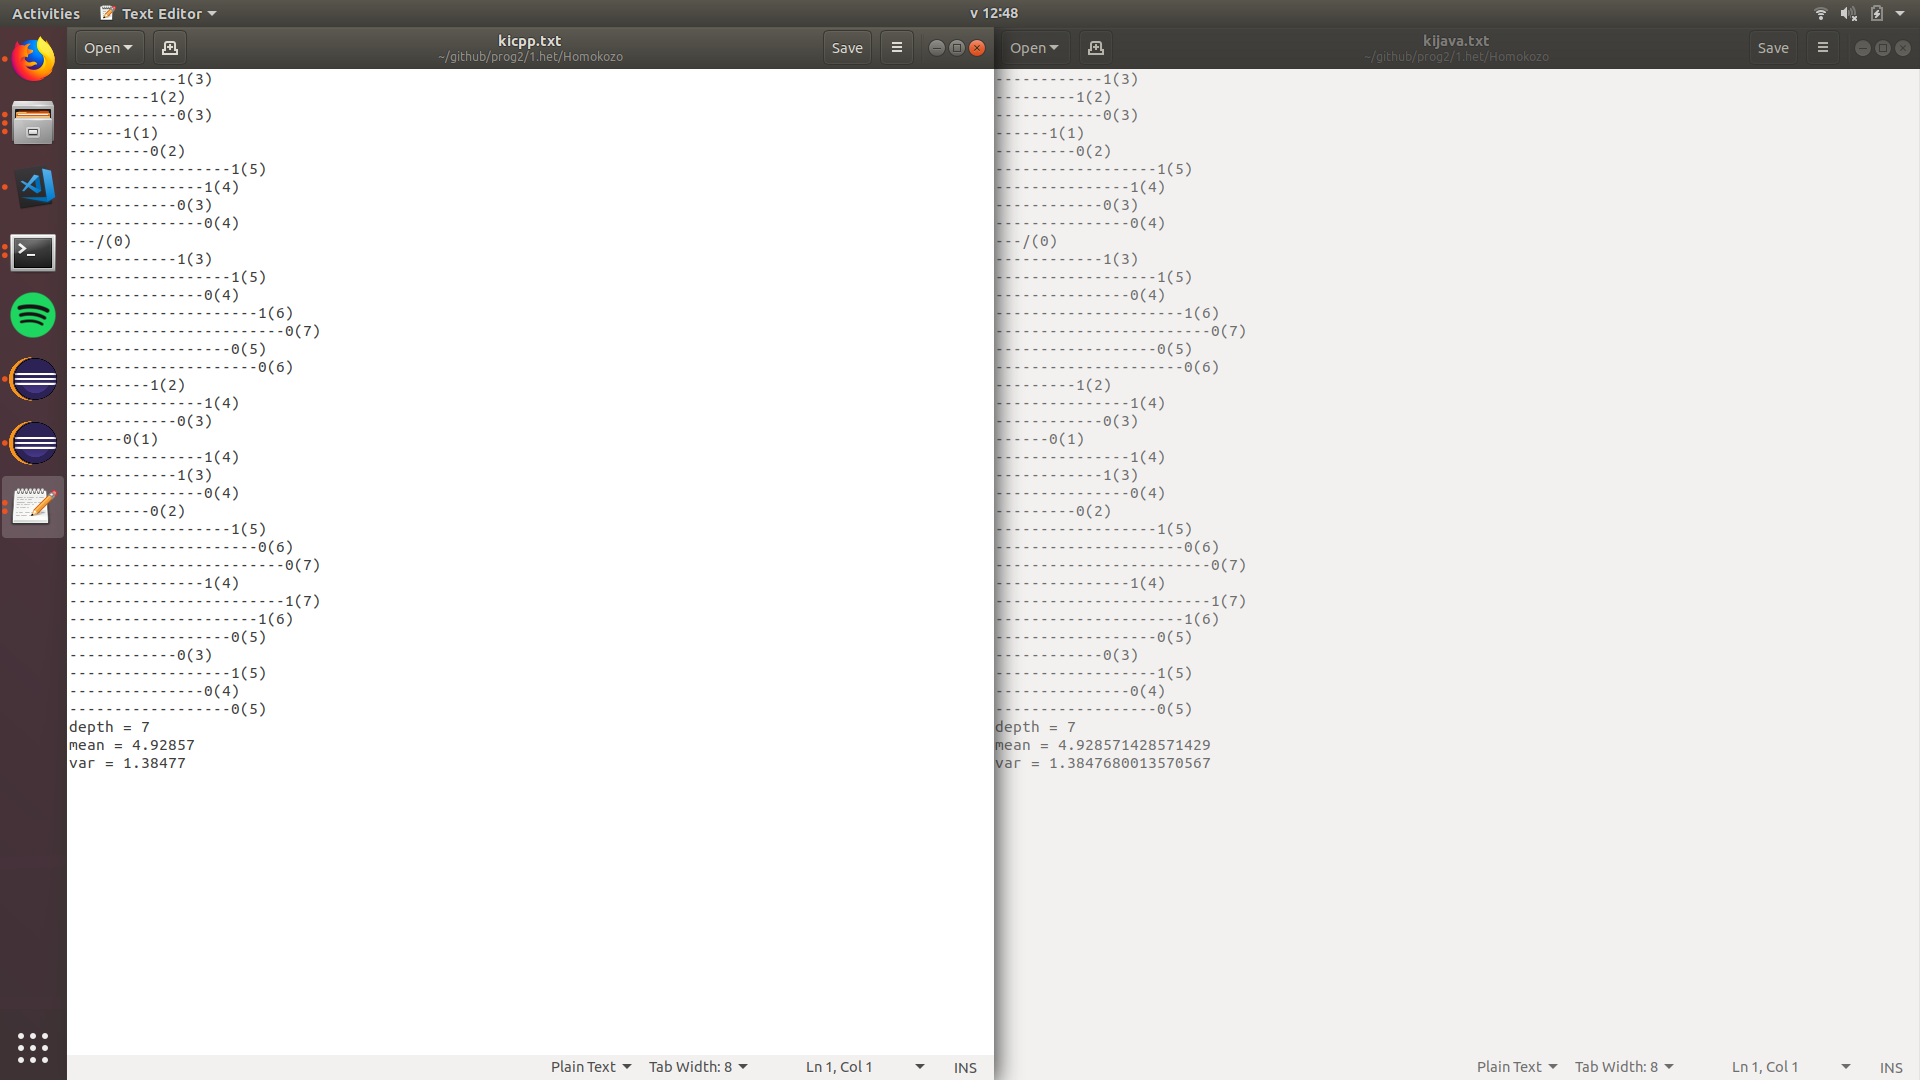 Activities
Text Editor
v 12:48
Open
kicpp.txt
~/github/prog2/1.het/Homokozo
Save
------------1(3)
---------1(2)
------------0(3)
------1(1)
---------0(2)
------------------1(5)
---------------1(4)
------------0(3)
---------------0(4)
---/(0)
------------1(3)
------------------1(5)
---------------0(4)
---------------------1(6)
------------------------0(7)
------------------0(5)
---------------------0(6)
---------1(2)
---------------1(4)
------------0(3)
------0(1)
---------------1(4)
------------1(3)
---------------0(4)
---------0(2)
------------------1(5)
---------------------0(6)
------------------------0(7)
---------------1(4)
------------------------1(7)
---------------------1(6)
------------------0(5)
------------0(3)
------------------1(5)
---------------0(4)
------------------0(5)
depth = 7
mean = 4.92857
var = 1.38477
Plain Text
Tab Width: 8
Ln 1, Col 1
INS
Open
kijava.txt
~/github/prog2/1.het/Homokozo
Save
------------1(3)
---------1(2)
------------0(3)
------1(1)
---------0(2)
------------------1(5)
---------------1(4)
------------0(3)
---------------0(4)
---/(0)
------------1(3)
------------------1(5)
---------------0(4)
---------------------1(6)
------------------------0(7)
------------------0(5)
---------------------0(6)
---------1(2)
---------------1(4)
------------0(3)
------0(1)
---------------1(4)
------------1(3)
---------------0(4)
---------0(2)
------------------1(5)
---------------------0(6)
------------------------0(7)
---------------1(4)
------------------------1(7)
---------------------1(6)
------------------0(5)
------------0(3)
------------------1(5)
---------------0(4)
------------------0(5)
depth = 7
mean = 4.928571428571429
var = 1.3847680013570567
Plain Text
Tab Width: 8
Ln 1, Col 1
INS